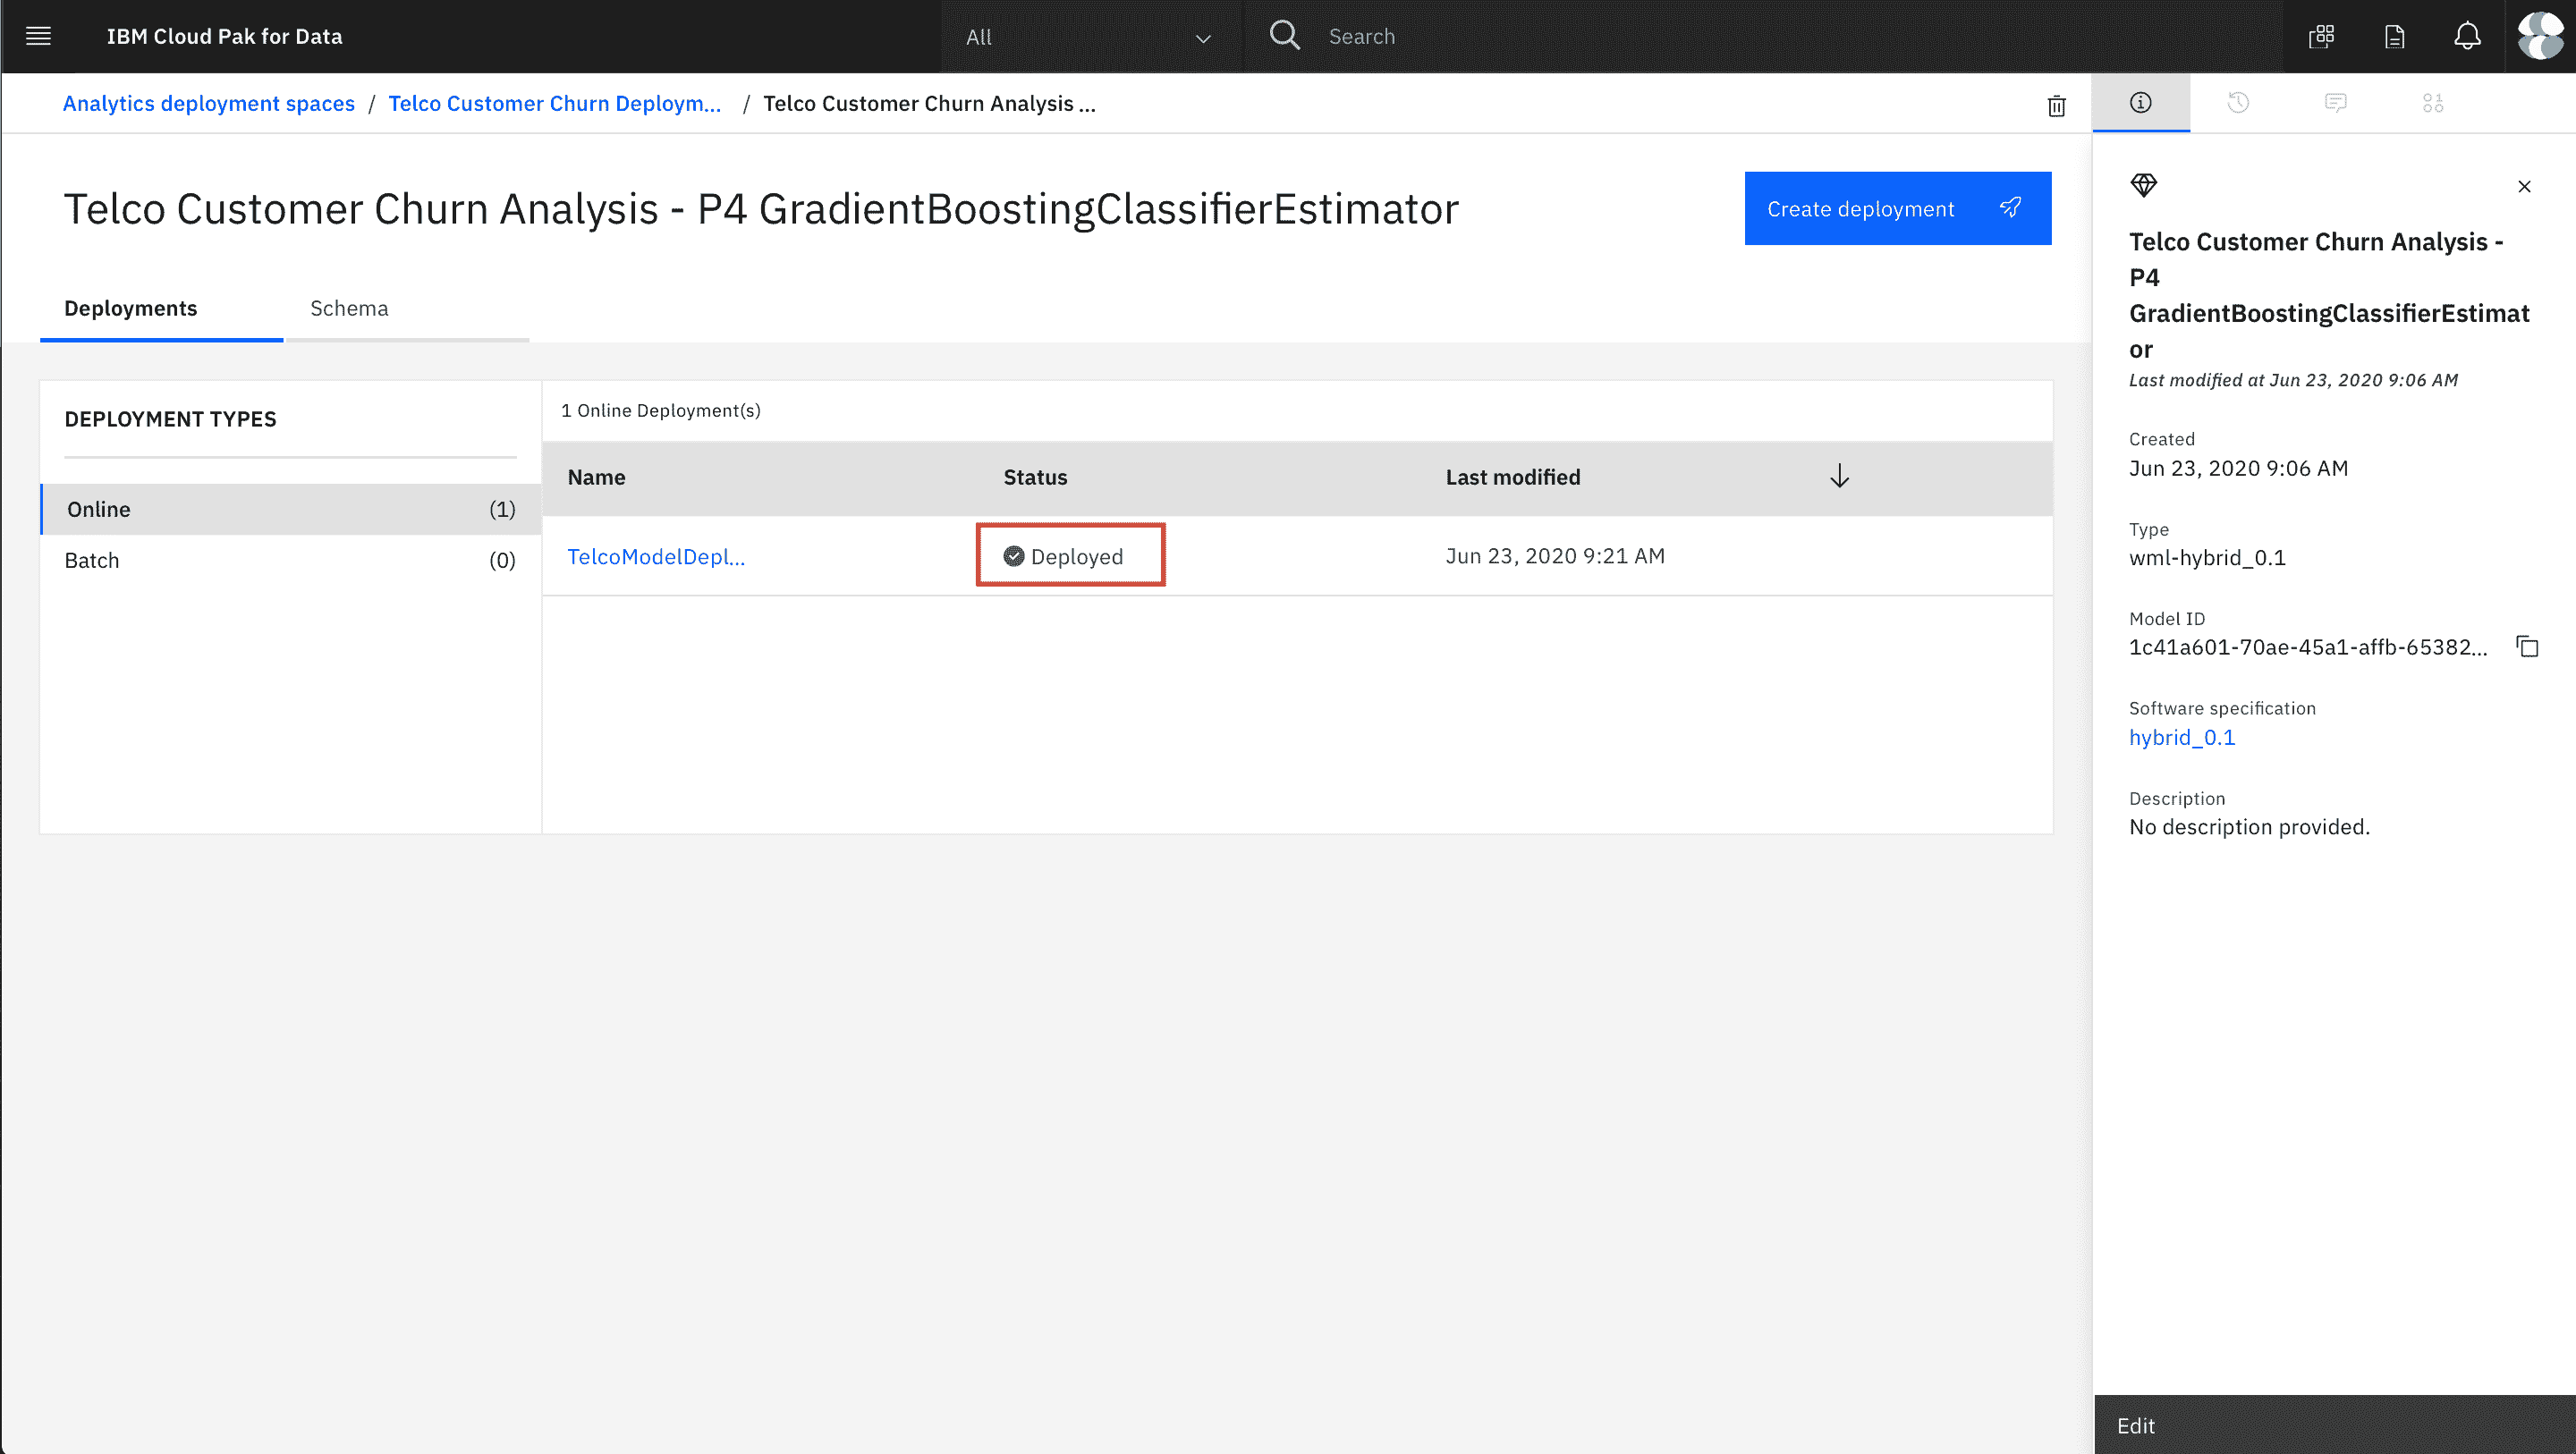 IBM Cloud Pak for Data
All
Search
Analytics deployment spaces / Telco Customer Churn Deploym... / Telco Customer Churn Analysis ...
Telco Customer Churn Analysis - P4 GradientBoostingClassifierEstimator
Create deployment
Deployments
Schema
DEPLOYMENT TYPES
Online (1)
Batch (0)
1 Online Deployment(s)
Name Status Last modified
TelcoModelDepl... Deployed Jun 23, 2020 9:21 AM
Telco Customer Churn Analysis -
P4
GradientBoostingClassifierEstimat
or
Last modified at Jun 23, 2020 9:06 AM
Created
Jun 23, 2020 9:06 AM
Type
wml-hybrid_0.1
Model ID
1c41a601-70ae-45a1-affb-65382...
Software specification
hybrid_0.1
Description
No description provided.
Edit